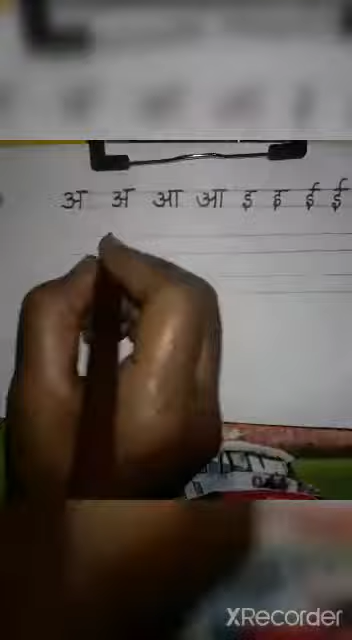 अ अ आ आ इ इ ई ई
XRecorder